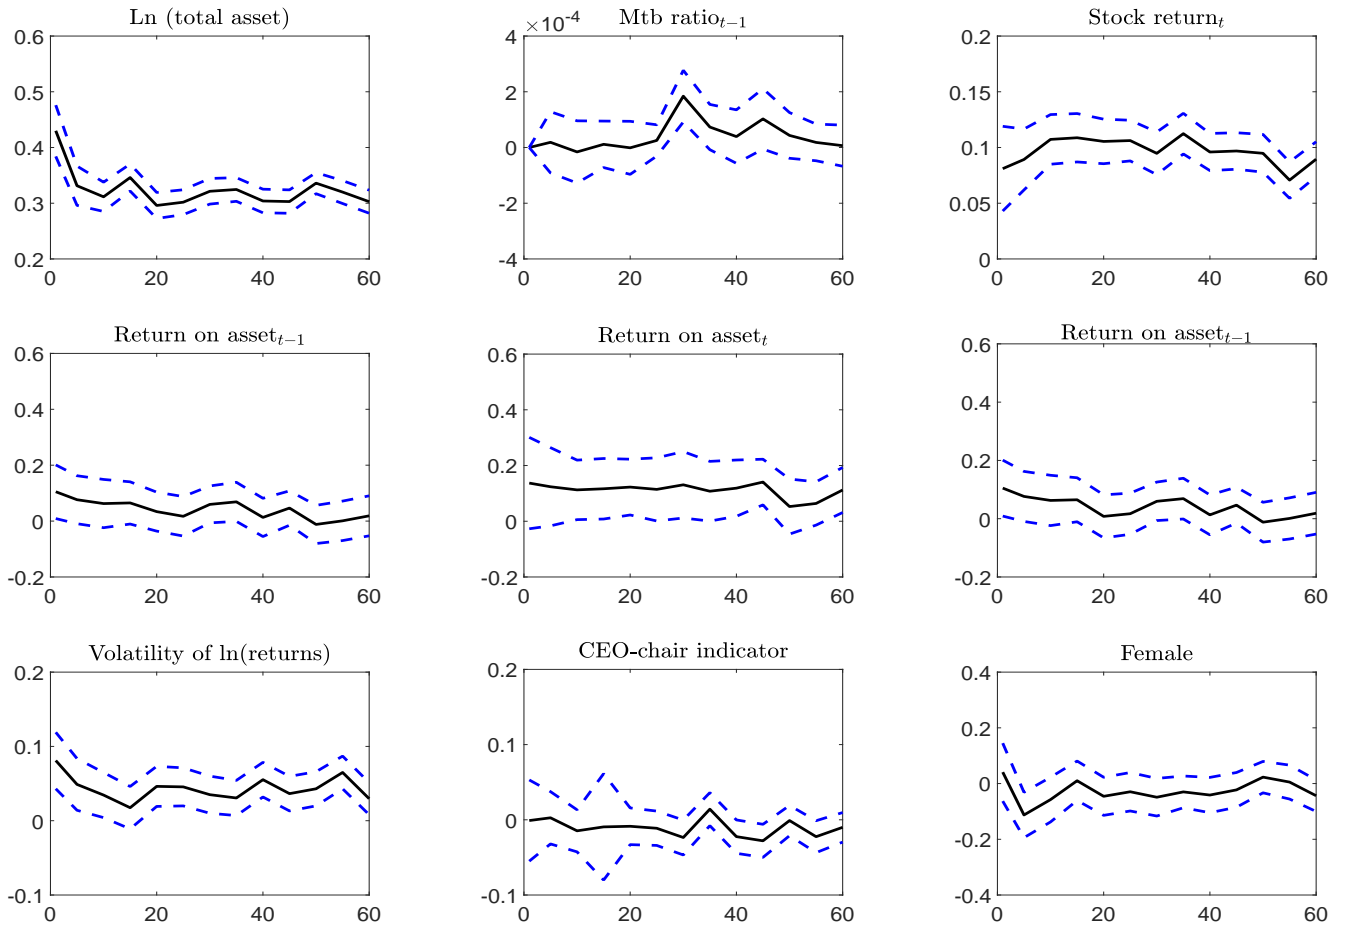 Ln (total asset)
0.6
0.5
0.4
0.3
0.2
0 20 40 60
×10⁻⁴ Mtb ratioₜ₋₁
4
2
0
-2
-4
0 20 40 60
Stock returnₜ
0.2
0.15
0.1
0.05
0
0 20 40 60
Return on assetₜ₋₁
0.6
0.4
0.2
0
-0.2
0 20 40 60
Return on assetₜ
0.6
0.4
0.2
0
-0.2
0 20 40 60
Return on assetₜ₋₁
0.6
0.4
0.2
0
-0.2
0 20 40 60
Volatility of ln(returns)
0.2
0.1
0
-0.1
0 20 40 60
CEO-chair indicator
0.2
0.1
0
-0.1
0 20 40 60
Female
0.4
0.2
0
-0.2
-0.4
0 20 40 60